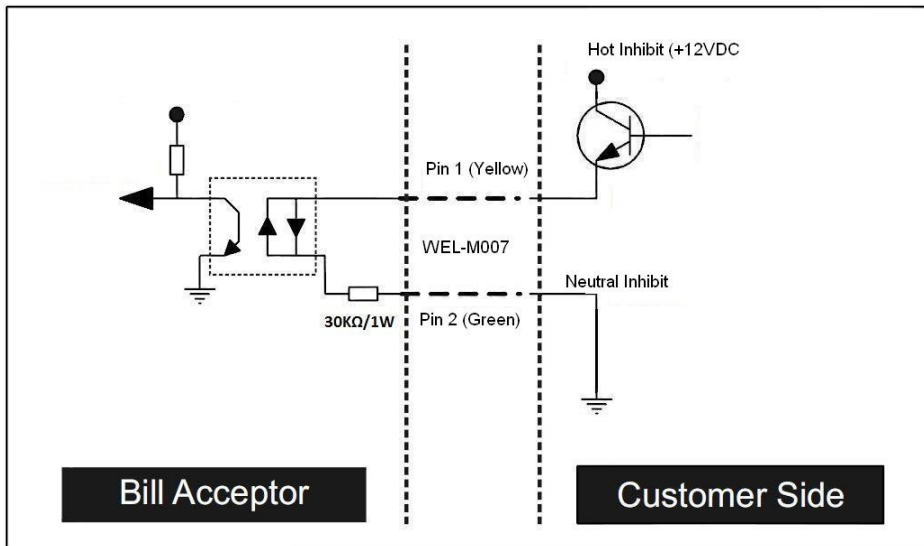 Hot Inhibit (+12VDC
Pin 1 (Yellow)
WEL-M007
Neutral Inhibit
30KΩ/1W
Pin 2 (Green)
Bill Acceptor
Customer Side